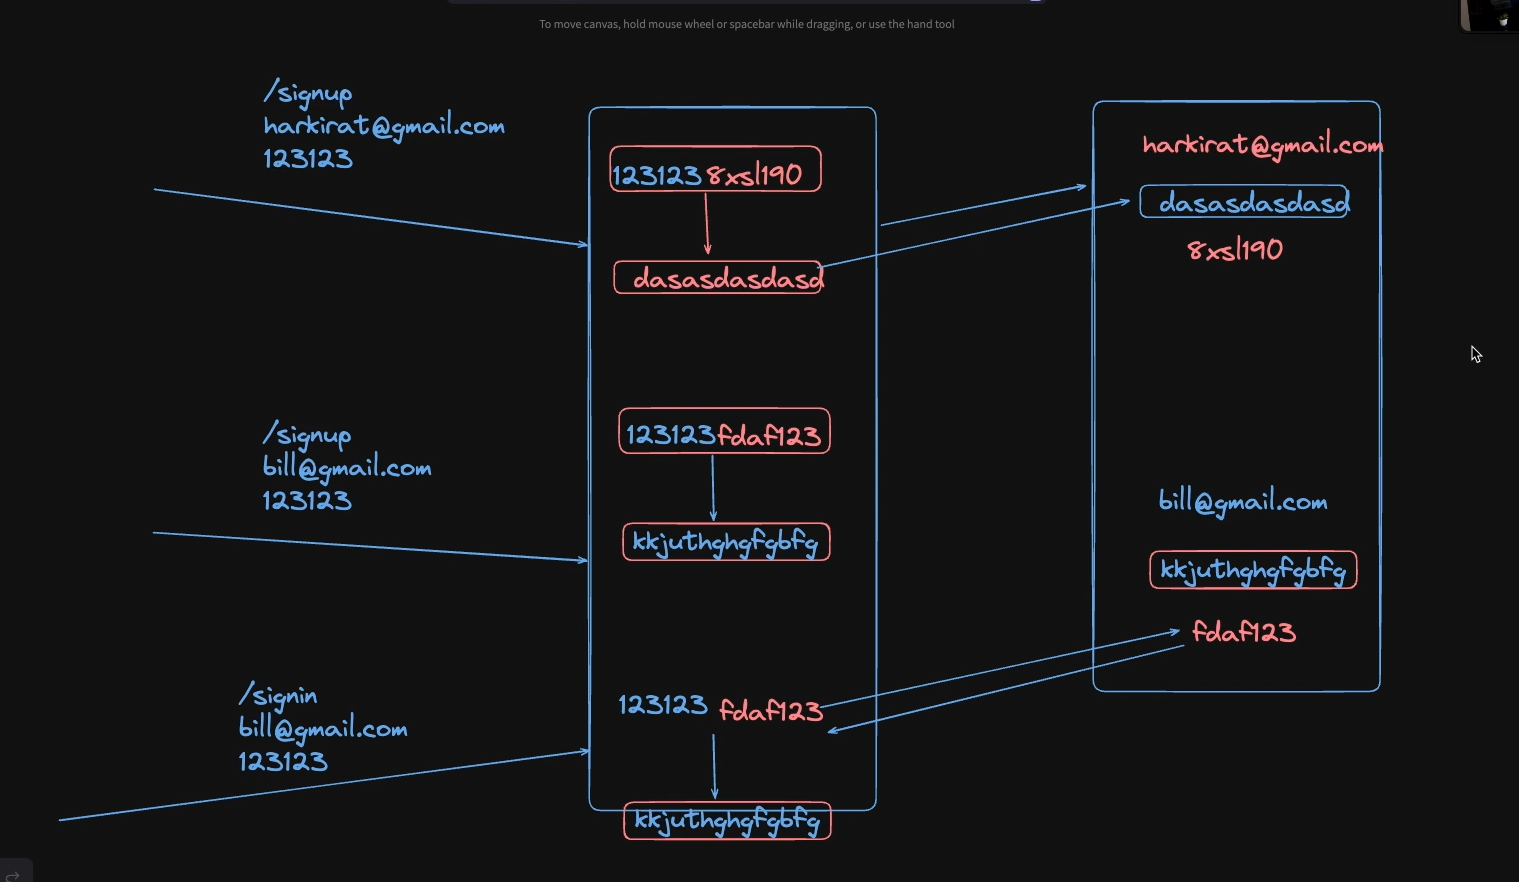 To move canvas, hold mouse wheel or spacebar while dragging, or use the hand tool
/signup
harkirat@gmail.com
123123
123123 8xsl190
dasasdasdasd
harkirat@gmail.com
dasasdasdasd
8xsl190
/signup
bill@gmail.com
123123
123123fdaf123
kkjuthghgfgbfg
bill@gmail.com
kkjuthghgfgbfg
fdaf123
/signin
bill@gmail.com
123123
123123 fdaf123
kkjuthghgfgbfg